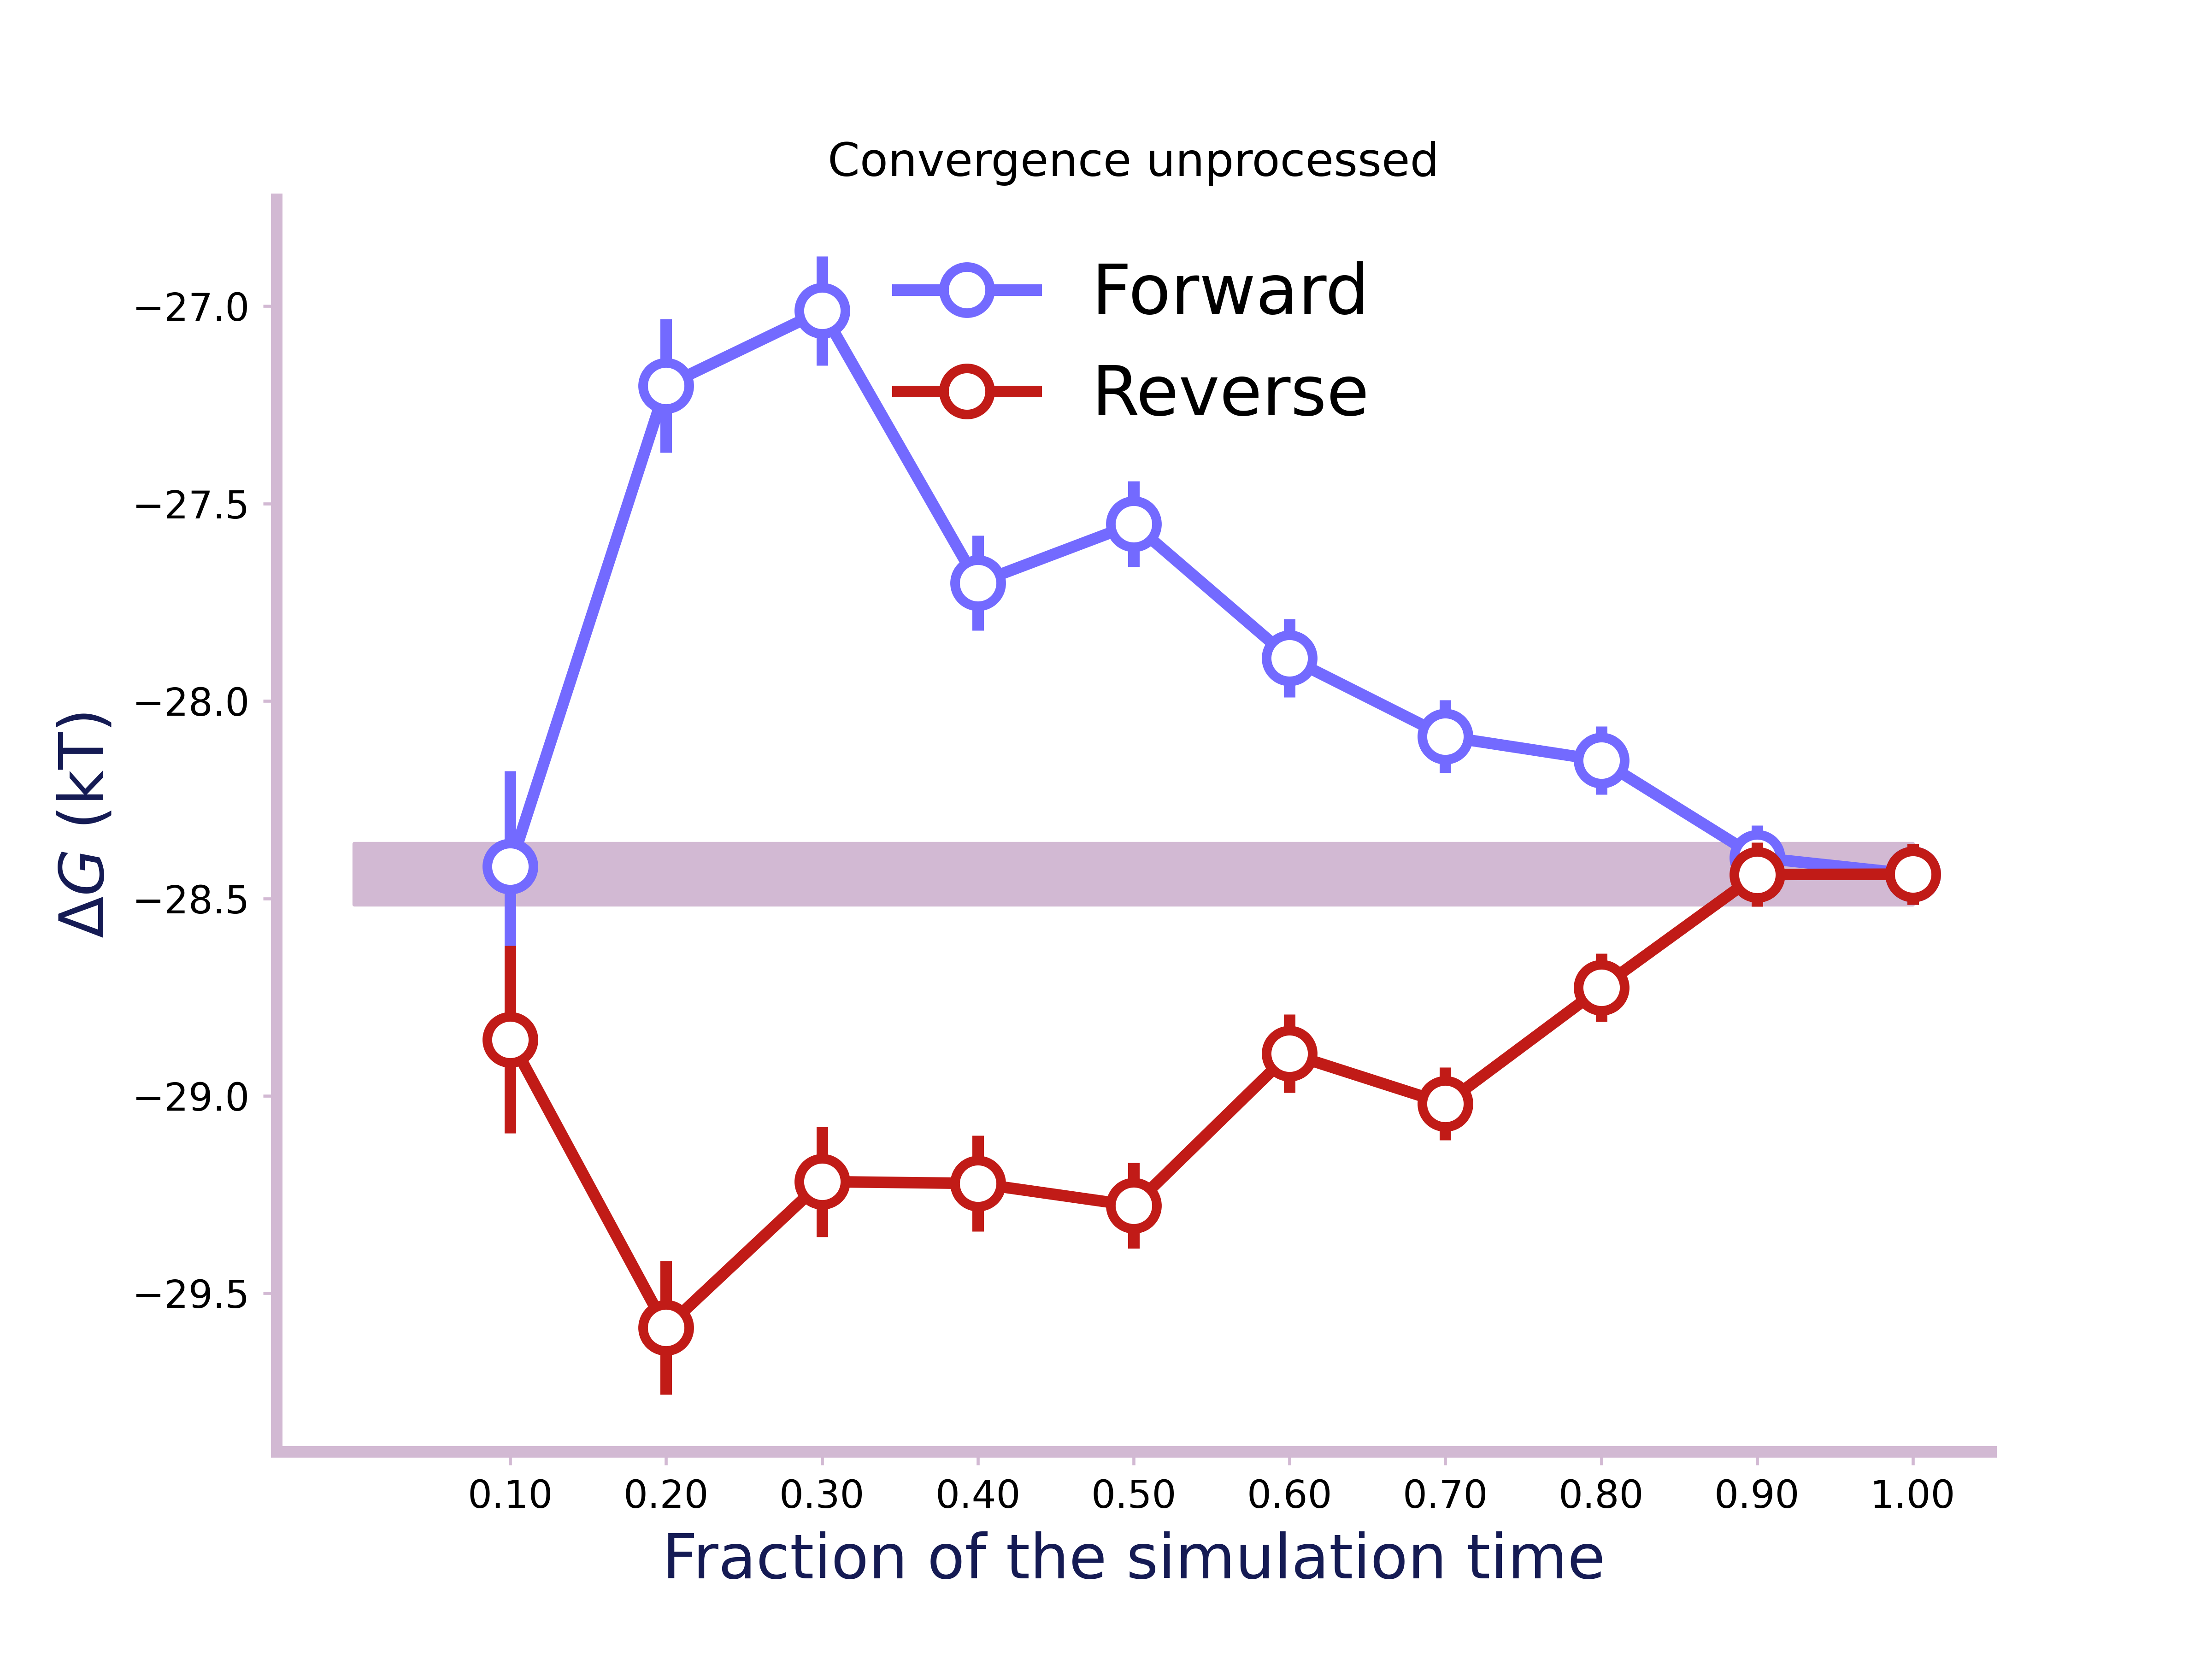 Convergence unprocessed
Forward
Reverse
−27.0
−27.5
−28.0
−28.5
−29.0
−29.5
ΔG (kT)
0.10 0.20 0.30 0.40 0.50 0.60 0.70 0.80 0.90 1.00
Fraction of the simulation time